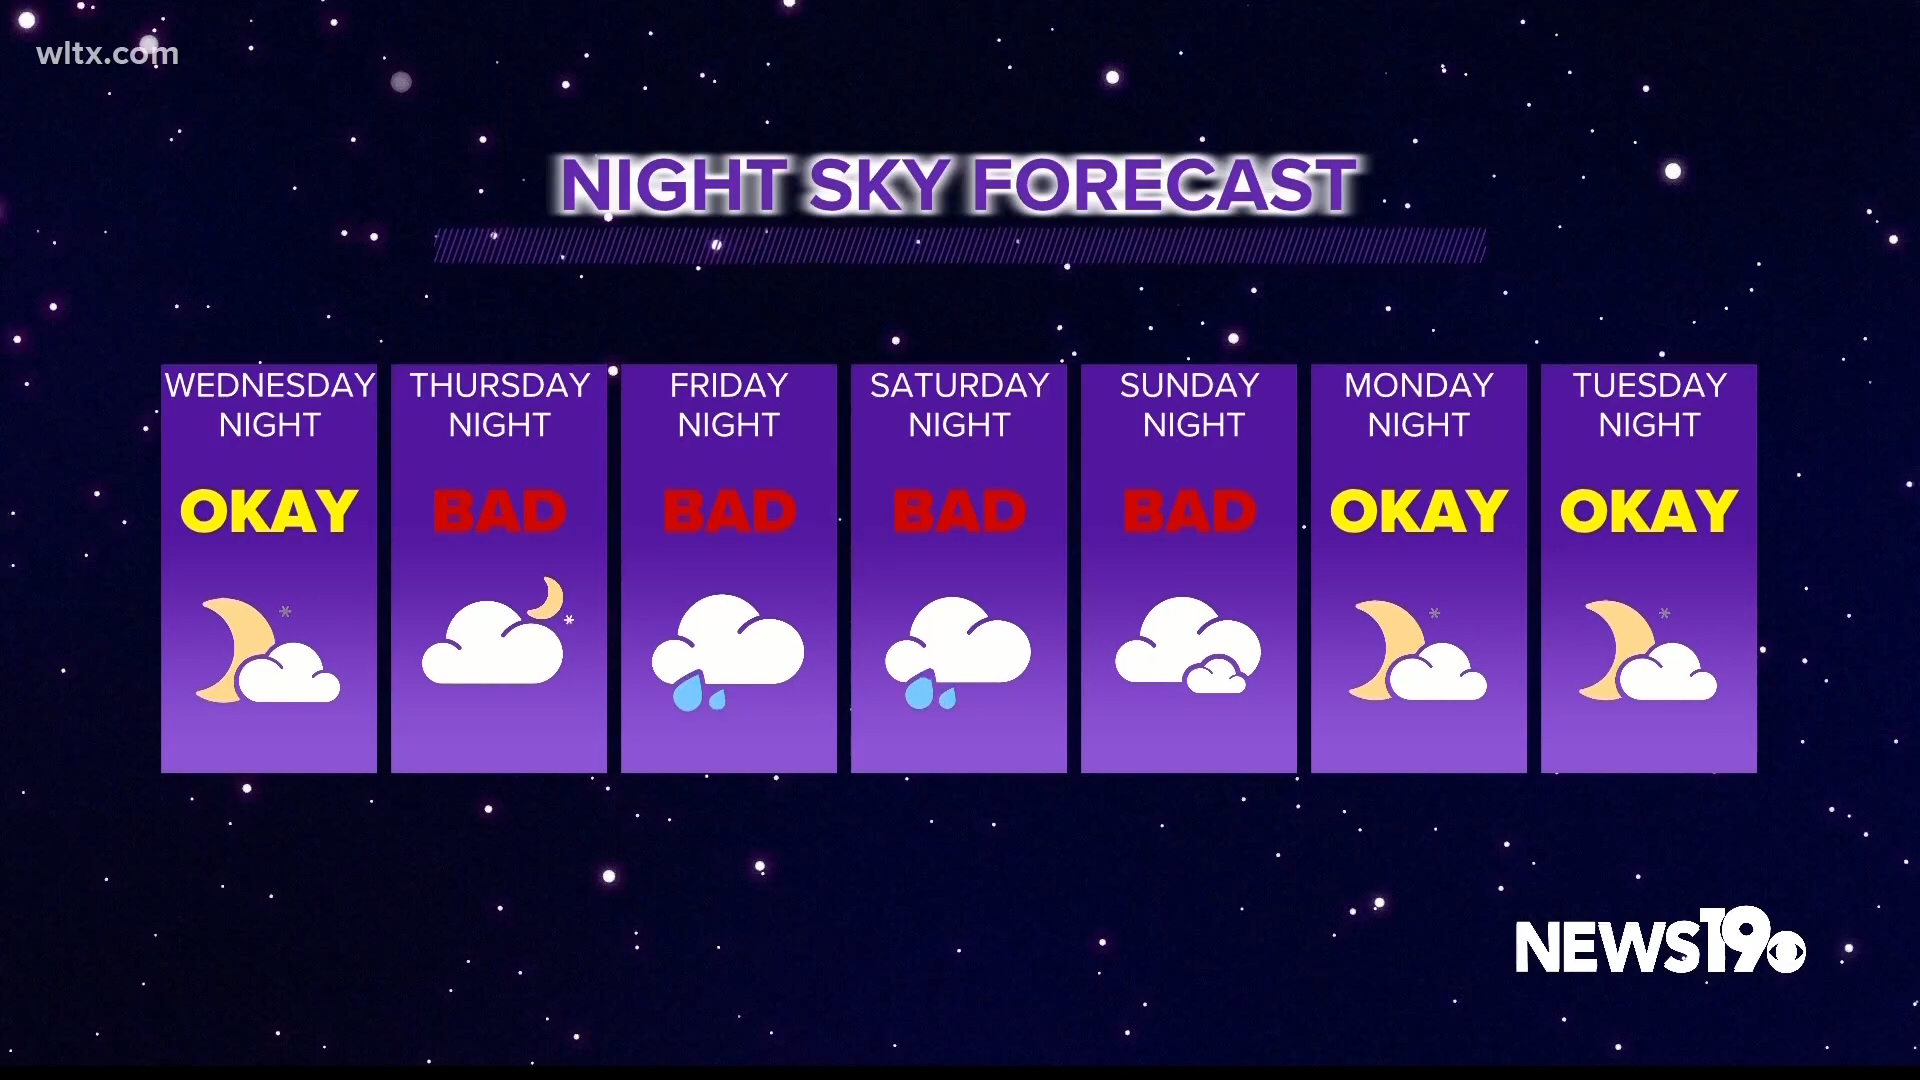 wltx.com
NIGHT SKY FORECAST
WEDNESDAY
NIGHT
OKAY
THURSDAY
NIGHT
BAD
FRIDAY
NIGHT
BAD
SATURDAY
NIGHT
BAD
SUNDAY
NIGHT
BAD
MONDAY
NIGHT
OKAY
TUESDAY
NIGHT
OKAY
NEWS19